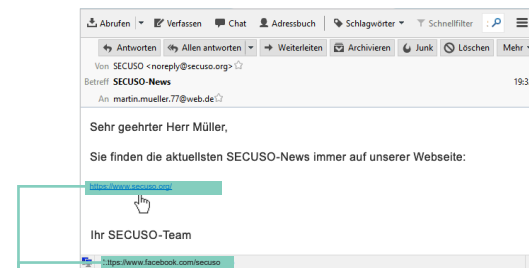 Abrufen Verfassen Chat Adressbuch Schlagwörter Schnellfilter
Antworten Allen antworten Weiterleiten Archivieren Junk Löschen Mehr
Von SECUSO <noreply@secuso.org>
Betreff SECUSO-News 19:3
An martin.mueller.77@web.de
Sehr geehrter Herr Müller,
Sie finden die aktuellsten SECUSO-News immer auf unserer Webseite:
https://www.secuso.org/
Ihr SECUSO-Team
ttps://www.facebook.com/secuso